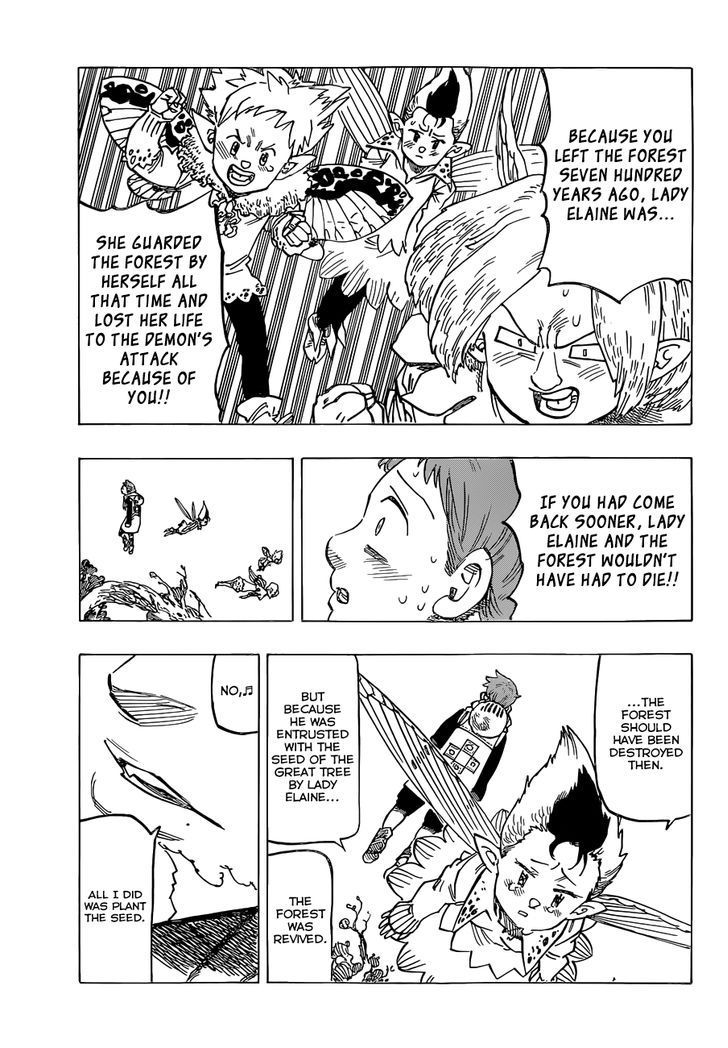 BECAUSE YOU
LEFT THE FOREST
SEVEN HUNDRED
YEARS AGO, LADY
ELAINE WAS...
SHE GUARDED
THE FOREST BY
HERSELF ALL
THAT TIME AND
LOST HER LIFE
TO THE DEMON'S
ATTACK
BECAUSE OF
YOU!!
IF YOU HAD COME
BACK SOONER, LADY
ELAINE AND THE
FOREST WOULDN'T
HAVE HAD TO DIE!!
...THE
FOREST
SHOULD
HAVE BEEN
DESTROYED
THEN.
BUT
BECAUSE
HE WAS
ENTRUSTED
WITH THE
SEED OF THE
GREAT TREE
BY LADY
ELAINE...
THE
FOREST
WAS
REVIVED.
NO,♫
ALL I DID
WAS PLANT
THE SEED.